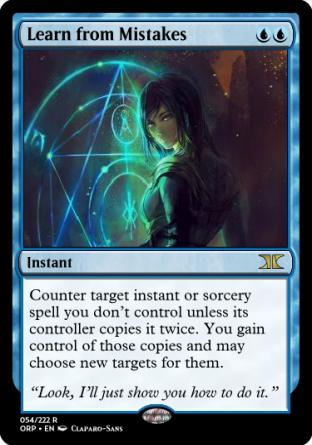 Learn from Mistakes
Instant
Counter target instant or sorcery
spell you don't control unless its
controller copies it twice. You gain
control of those copies and may
choose new targets for them.
“Look, I'll just show you how to do it.”
054/222 R
ORP • EN Claparo-Sans